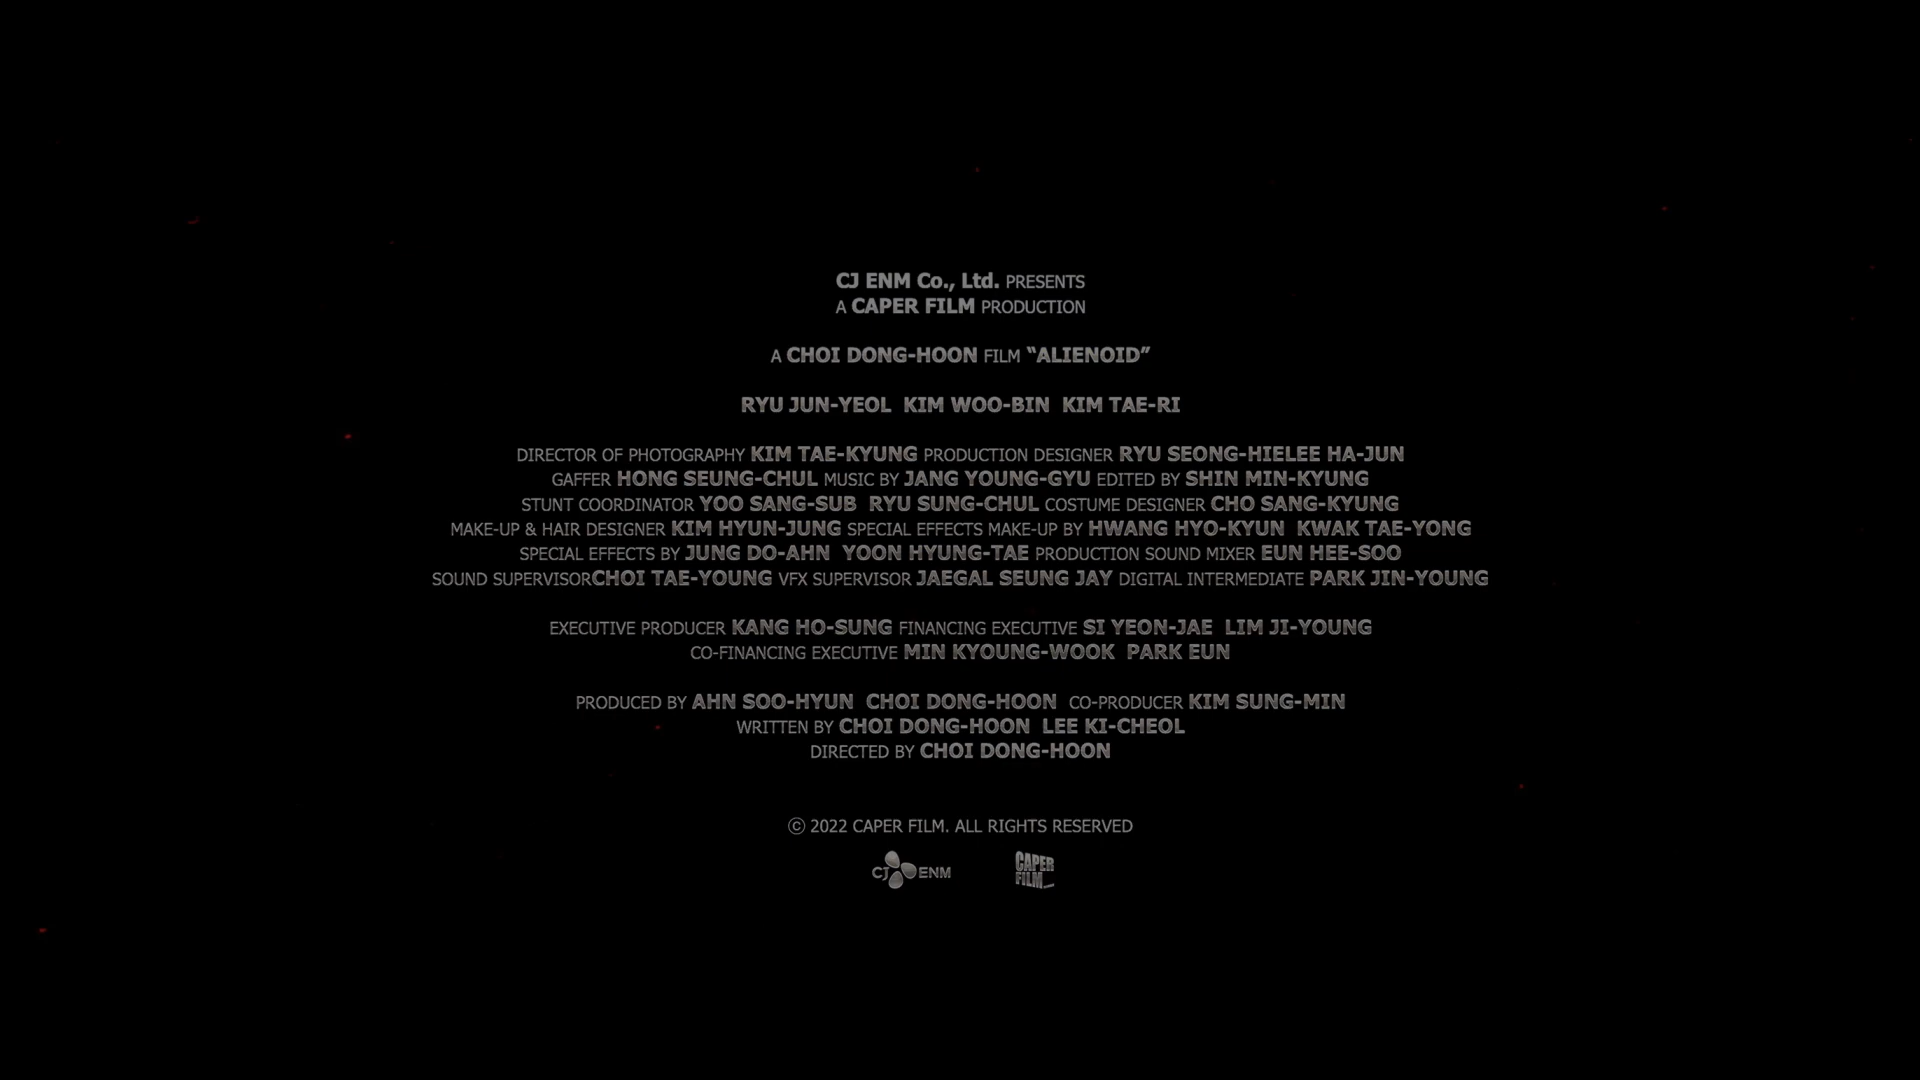 CJ ENM Co., Ltd. PRESENTS
A CAPER FILM PRODUCTION
A CHOI DONG-HOON FILM “ALIENOID”
RYU JUN-YEOL KIM WOO-BIN KIM TAE-RI
DIRECTOR OF PHOTOGRAPHY KIM TAE-KYUNG PRODUCTION DESIGNER RYU SEONG-HIELEE HA-JUN
GAFFER HONG SEUNG-CHUL MUSIC BY JANG YOUNG-GYU EDITED BY SHIN MIN-KYUNG
STUNT COORDINATOR YOO SANG-SUB RYU SUNG-CHUL COSTUME DESIGNER CHO SANG-KYUNG
MAKE-UP & HAIR DESIGNER KIM HYUN-JUNG SPECIAL EFFECTS MAKE-UP BY HWANG HYO-KYUN KWAK TAE-YONG
SPECIAL EFFECTS BY JUNG DO-AHN YOON HYUNG-TAE PRODUCTION SOUND MIXER EUN HEE-SOO
SOUND SUPERVISORCHOI TAE-YOUNG VFX SUPERVISOR JAEGAL SEUNG JAY DIGITAL INTERMEDIATE PARK JIN-YOUNG
EXECUTIVE PRODUCER KANG HO-SUNG FINANCING EXECUTIVE SI YEON-JAE LIM JI-YOUNG
CO-FINANCING EXECUTIVE MIN KYOUNG-WOOK PARK EUN
PRODUCED BY AHN SOO-HYUN CHOI DONG-HOON CO-PRODUCER KIM SUNG-MIN
WRITTEN BY CHOI DONG-HOON LEE KI-CHEOL
DIRECTED BY CHOI DONG-HOON
ⓒ 2022 CAPER FILM. ALL RIGHTS RESERVED
CJ ENM
CAPER
FILM